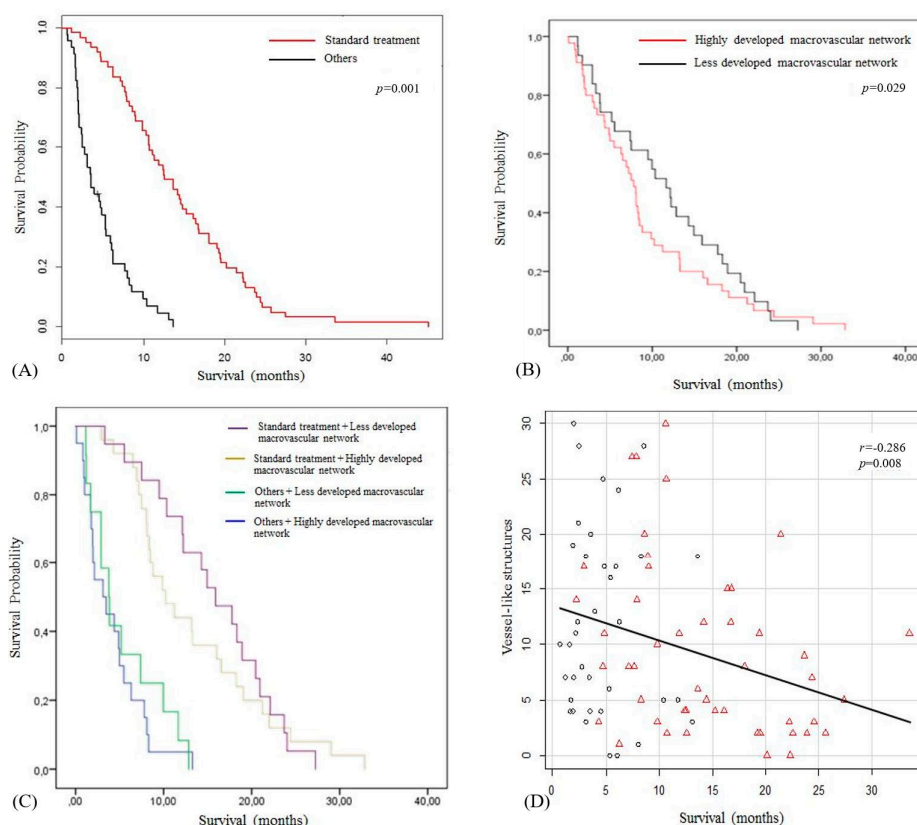 Standard treatment
Others
p=0.001
Survival Probability
1.0
0.8
0.6
0.4
0.2
0.0
0
10
20
30
40
Survival (months)
(A)
Highly developed macrovascular network
Less developed macrovascular network
p=0.029
Survival Probability
1,0
0,8
0,6
0,4
0,2
0,0
,00
10,00
20,00
30,00
40,00
Survival (months)
(B)
Standard treatment + Less developed
macrovascular network
Standard treatment + Highly developed
macrovascular network
Others + Less developed macrovascular
network
Others + Highly developed macrovascular
network
Survival Probability
1,0
0,8
0,6
0,4
0,2
0,0
,00
10,00
20,00
30,00
40,00
Survival (months)
(C)
r=-0.286
p=0.008
Vessel-like structures
30
25
20
15
10
5
0
0
5
10
15
20
25
30
Survival (months)
(D)